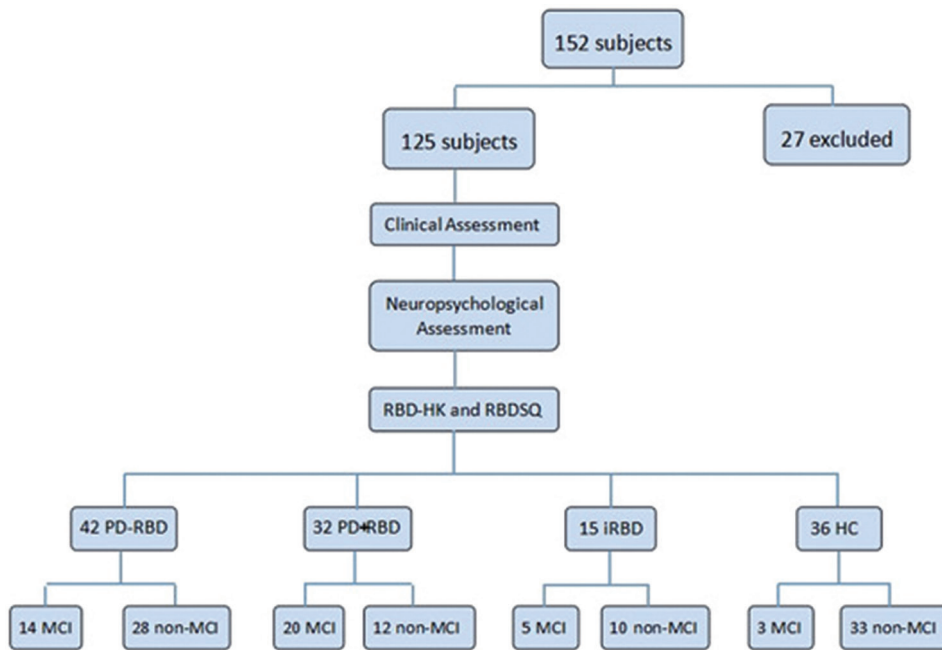 152 subjects
125 subjects
27 excluded
Clinical Assessment
Neuropsychological
Assessment
RBD-HK and RBDSQ
42 PD-RBD
32 PD+RBD
15 iRBD
36 HC
14 MCI
28 non-MCI
20 MCI
12 non-MCI
5 MCI
10 non-MCI
3 MCI
33 non-MCI